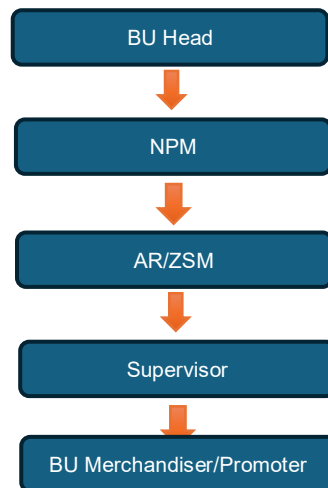 BU Head
NPM
AR/ZSM
Supervisor
BU Merchandiser/Promoter